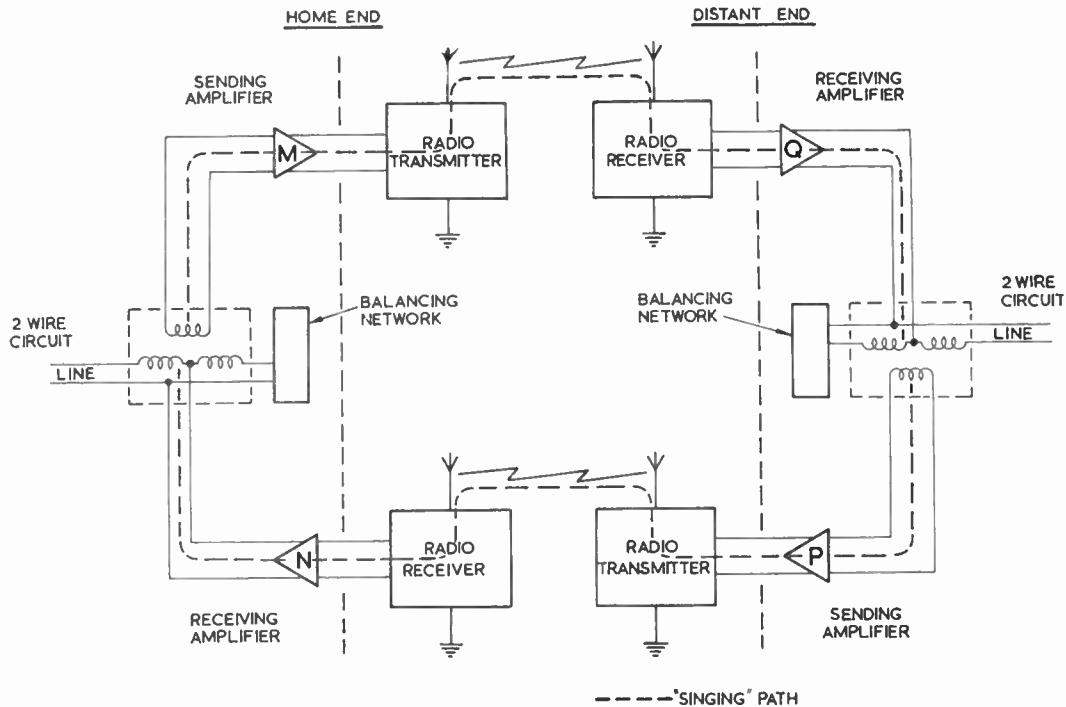 HOME END
DISTANT END
SENDING
AMPLIFIER
RECEIVING
AMPLIFIER
M
RADIO
TRANSMITTER
RADIO
RECEIVER
Q
BALANCING
NETWORK
BALANCING
NETWORK
2 WIRE
CIRCUIT
LINE
2 WIRE
CIRCUIT
LINE
N
RADIO
RECEIVER
RADIO
TRANSMITTER
P
RECEIVING
AMPLIFIER
SENDING
AMPLIFIER
"SINGING" PATH